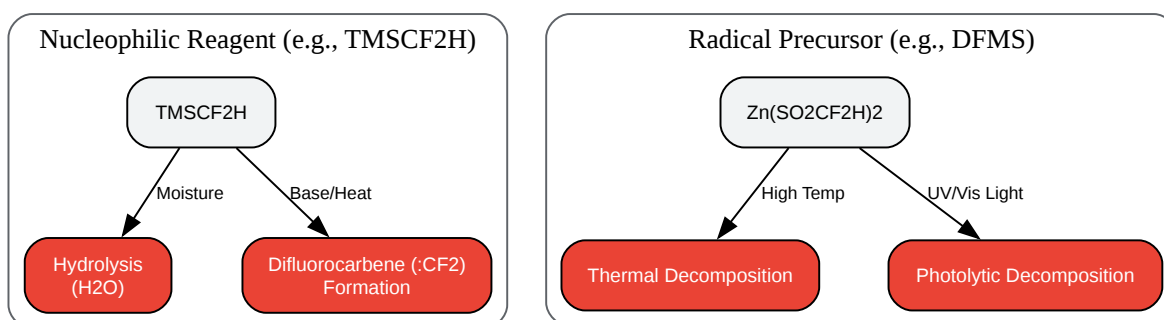 Nucleophilic Reagent (e.g., TMSCF2H)
TMSCF2H
Moisture
Base/Heat
Hydrolysis
(H2O)
Difluorocarbene (:CF2)
Formation
Radical Precursor (e.g., DFMS)
Zn(SO2CF2H)2
High Temp
UV/Vis Light
Thermal Decomposition
Photolytic Decomposition